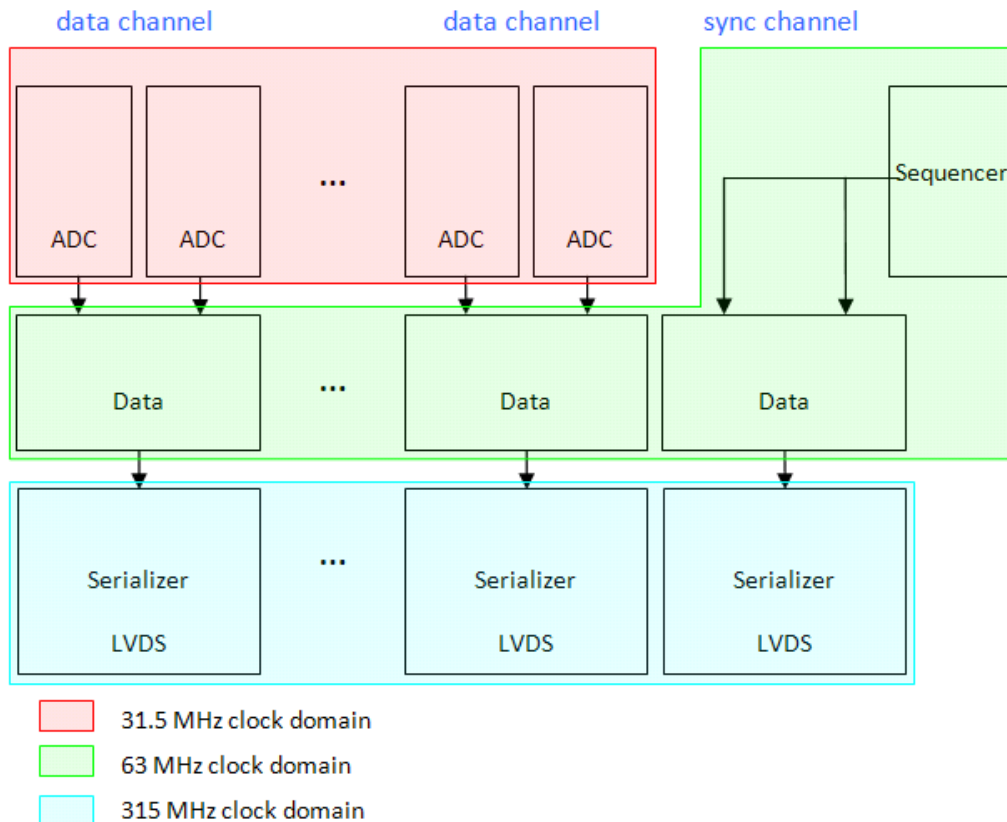 data channel data channel sync channel
... Sequencer
ADC ADC ADC ADC
...
Data Data Data
...
Serializer Serializer Serializer
LVDS LVDS LVDS
31.5 MHz clock domain
63 MHz clock domain
315 MHz clock domain